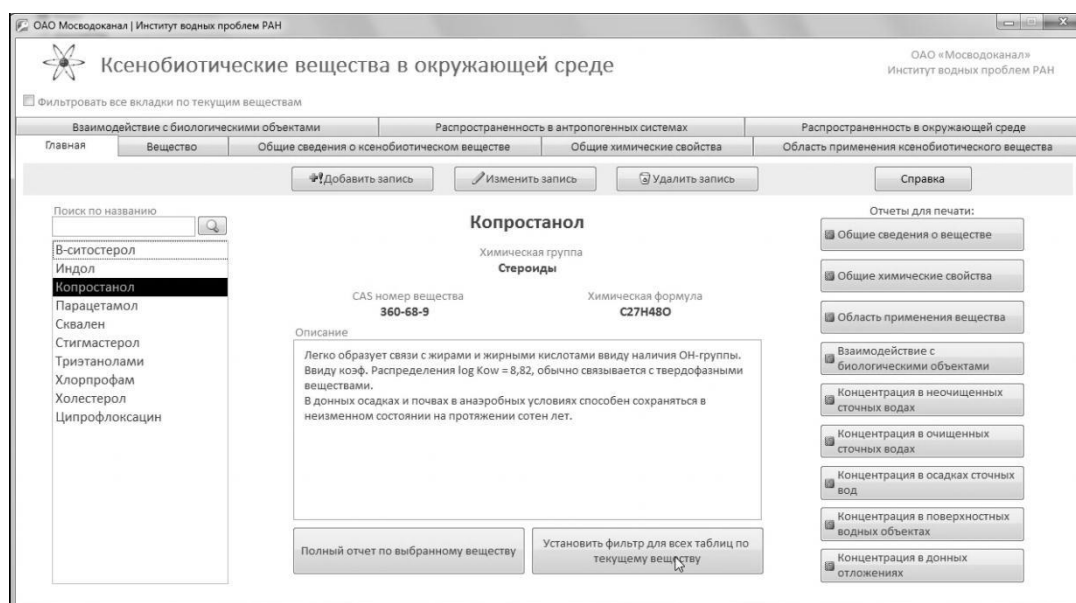 ОАО Мосводоканал | Институт водных проблем РАН
Ксенобиотические вещества в окружающей среде
ОАО «Мосводоканал»
Институт водных проблем РАН
Фильтровать все вкладки по текущим веществам
Взаимодействие с биологическими объектами
Распространенность в антропогенных системах
Распространенность в окружающей среде
Главная
Вещество
Общие сведения о ксенобиотическом веществе
Общие химические свойства
Область применения ксенобиотического вещества
Добавить запись
Изменить запись
Удалить запись
Справка
Поиск по названию
В-ситостерол
Индол
Копростанол
Парацетамол
Сквален
Стигмастерол
Триэтаноламин
Хлорпрофам
Холестерол
Ципрофлоксацин
Копростанол
Химическая группа
Стероиды
CAS номер вещества
360-68-9
Химическая формула
C27H48O
Описание
Легко образует связи с жирами и жирными кислотами ввиду наличия ОН-группы.
Ввиду коэф. Распределения log Kow = 8,82, обычно связывается с твердофазными
веществами.
В донных осадках и почвах в анаэробных условиях способен сохраняться в
неизменном состоянии на протяжении сотен лет.
Полный отчет по выбранному веществу
Установить фильтр для всех таблиц по
текущему веществу
Отчеты для печати:
Общие сведения о веществе
Общие химические свойства
Область применения вещества
Взаимодействие с
биологическими объектами
Концентрация в неочищенных
сточных водах
Концентрация в очищенных
сточных водах
Концентрация в осадках сточных
вод
Концентрация в поверхностных
водных объектах
Концентрация в донных
отложениях